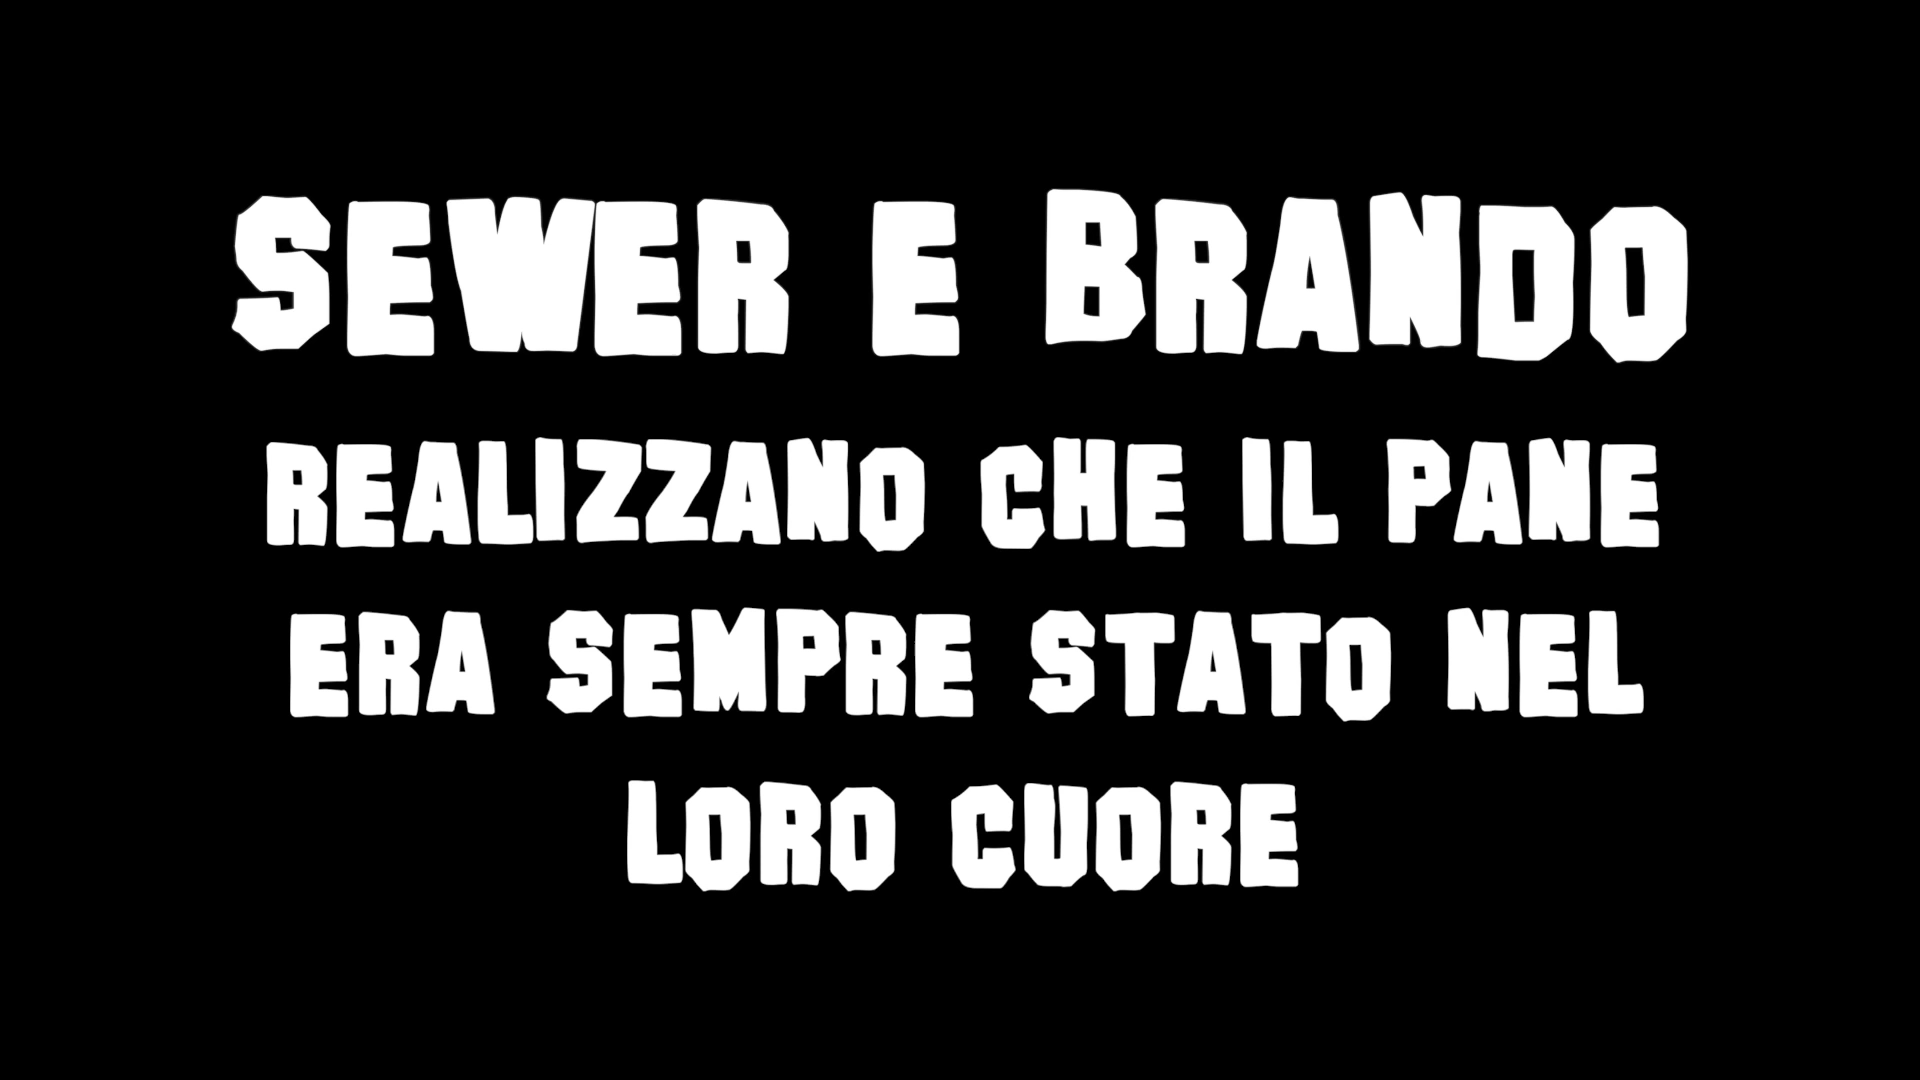 SEWER E BRANDO
REALIZZANO CHE IL PANE
ERA SEMPRE STATO NEL
LORO CUORE